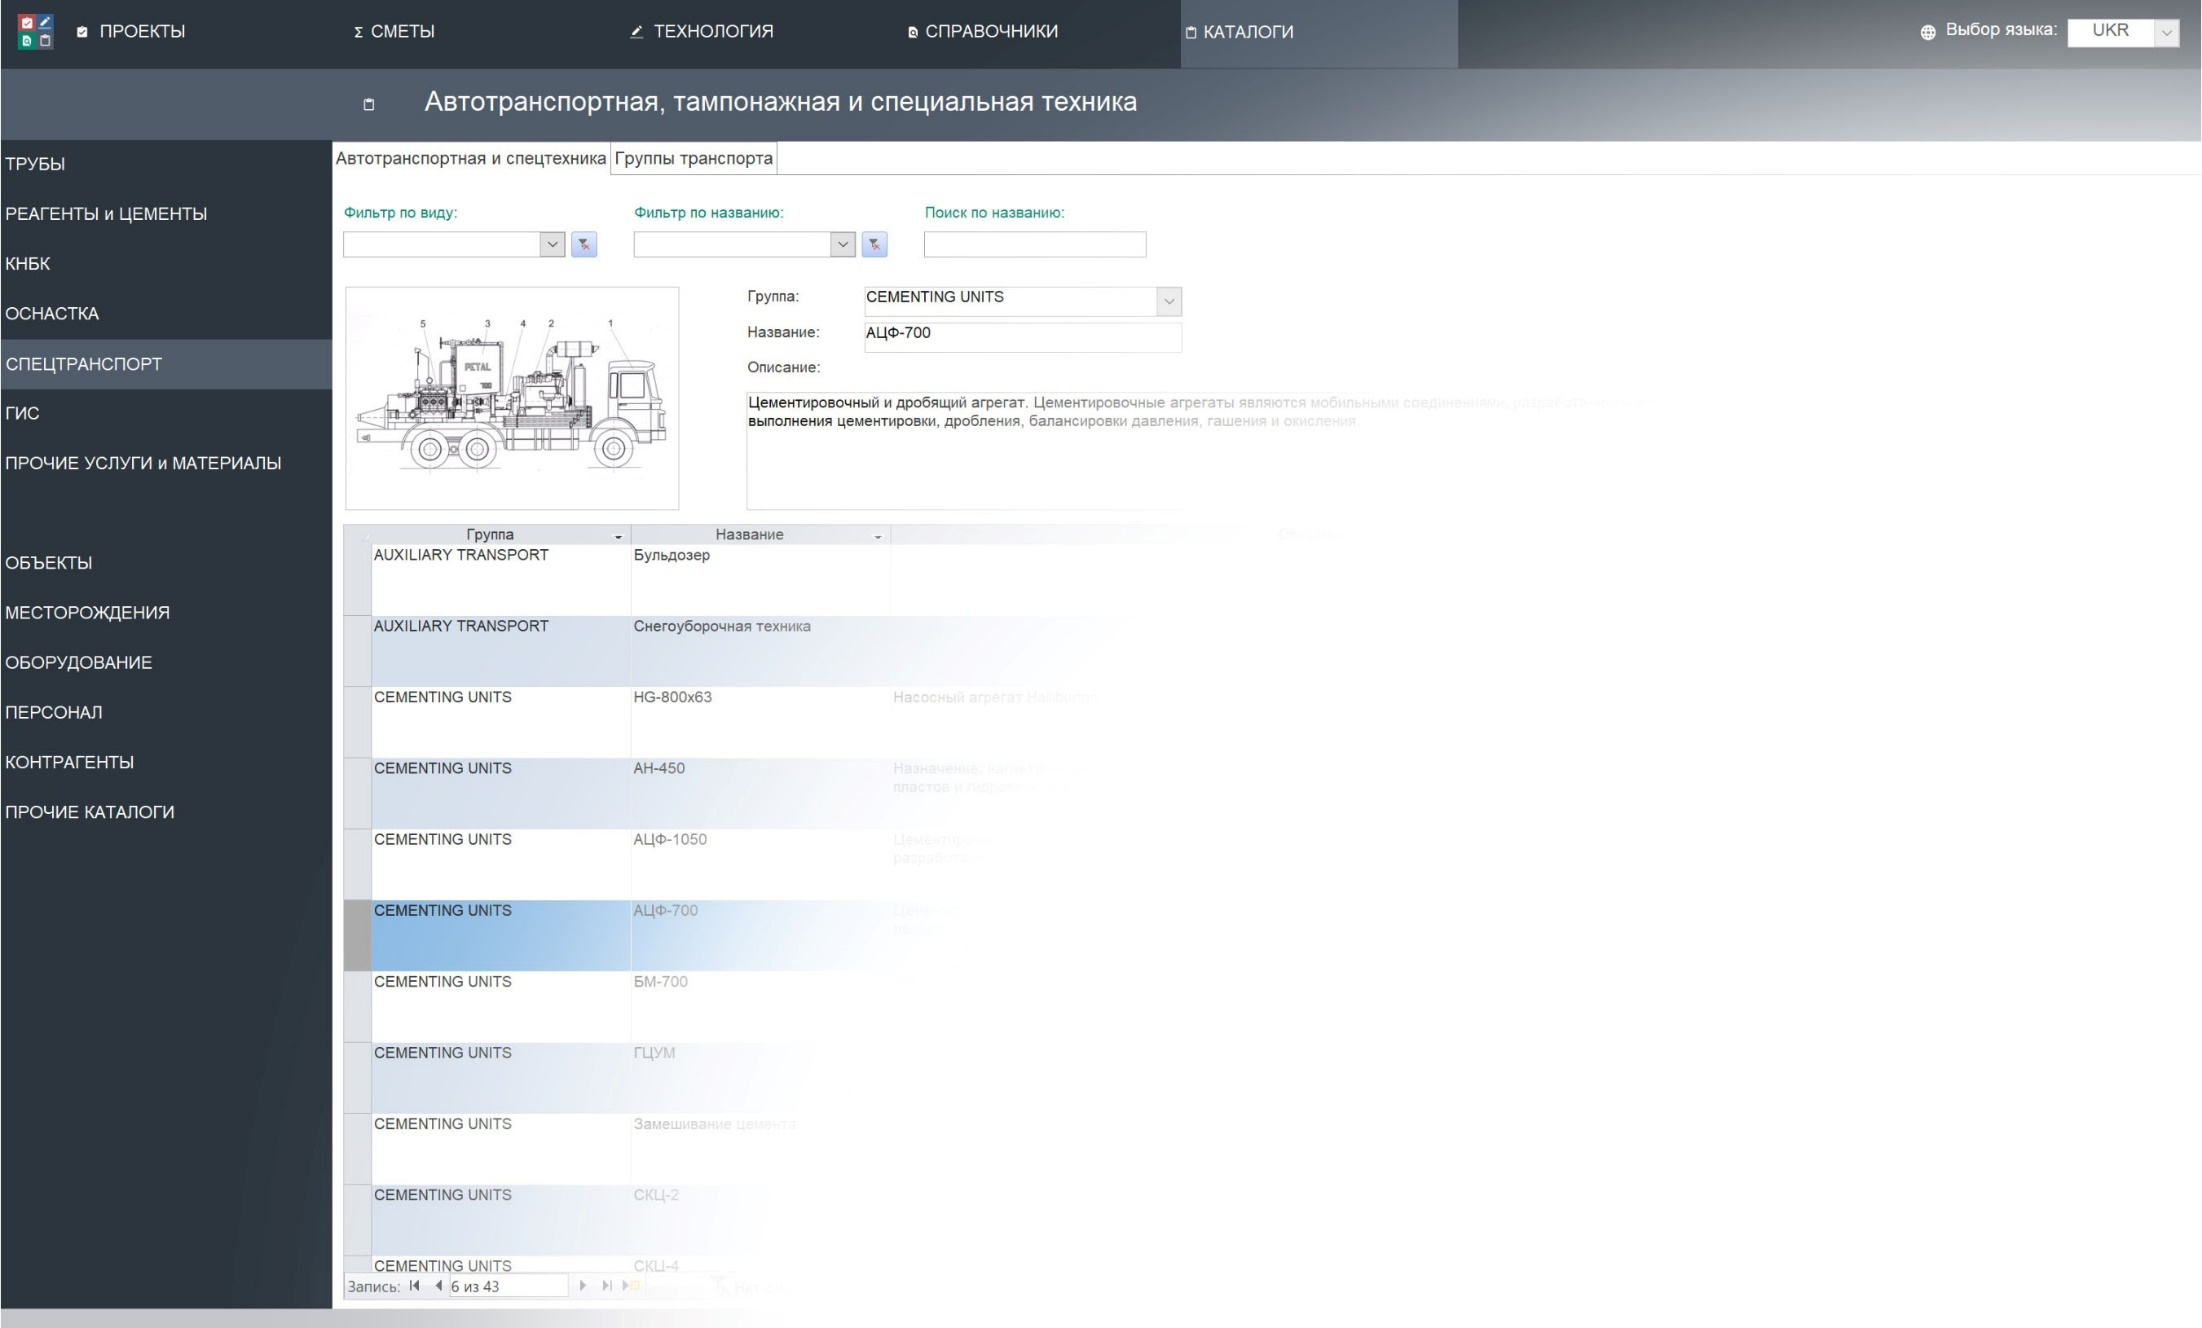 ПРОЕКТЫ
Σ СМЕТЫ
ТЕХНОЛОГИЯ
СПРАВОЧНИКИ
КАТАЛОГИ
Выбор языка: UKR
Автотранспортная, тампонажная и специальная техника
ТРУБЫ
РЕАГЕНТЫ и ЦЕМЕНТЫ
КНБК
ОСНАСТКА
СПЕЦТРАНСПОРТ
ГИС
ПРОЧИЕ УСЛУГИ и МАТЕРИАЛЫ
ОБЪЕКТЫ
МЕСТОРОЖДЕНИЯ
ОБОРУДОВАНИЕ
ПЕРСОНАЛ
КОНТРАГЕНТЫ
ПРОЧИЕ КАТАЛОГИ
Автотранспортная и спецтехника
Группы транспорта
Фильтр по виду:
Фильтр по названию:
Поиск по названию:
5 3 4 2 1
PETAL
700
Группа: CEMENTING UNITS
Название: АЦФ-700
Описание:
Цементировочный и дробящий агрегат. Цементировочные агрегаты являются мобильными соединениями,
выполнения цементировки, дробления, балансировки давления, гашения и окисления.
Группа Название
AUXILIARY TRANSPORT Бульдозер
AUXILIARY TRANSPORT Снегоуборочная техника
CEMENTING UNITS HG-800x63 Насосный агрегат Halliburton
CEMENTING UNITS АН-450 Назначение:
пластов и
CEMENTING UNITS АЦФ-1050
CEMENTING UNITS АЦФ-700
CEMENTING UNITS БМ-700
CEMENTING UNITS ГЦУМ
CEMENTING UNITS Замешивание цемента
CEMENTING UNITS СКЦ-2
CEMENTING UNITS СКЦ-4
Запись: 6 из 43